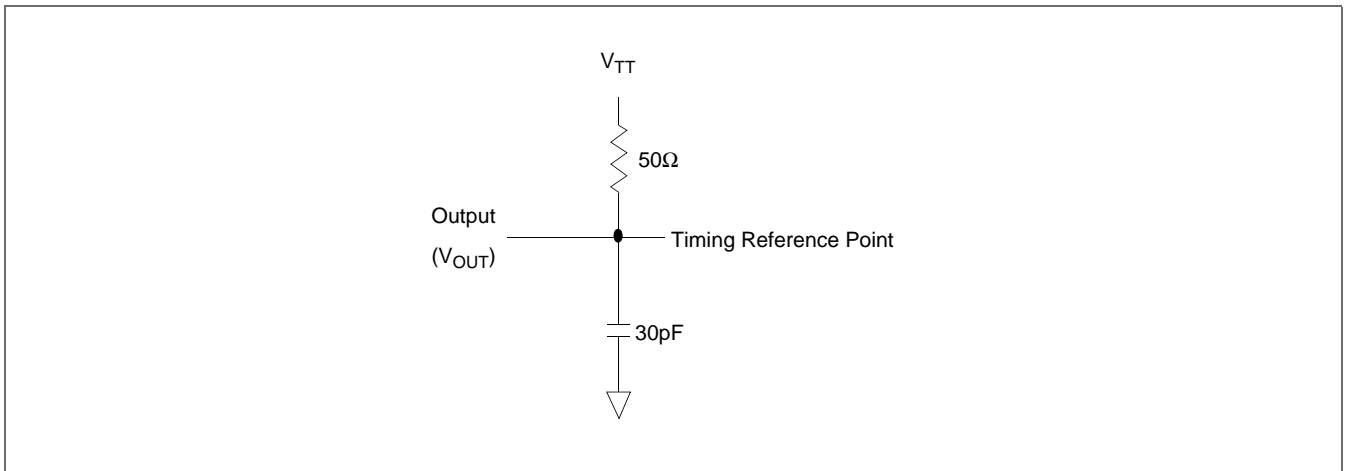 V_TT
50Ω
Output
(V_OUT)
Timing Reference Point
30pF